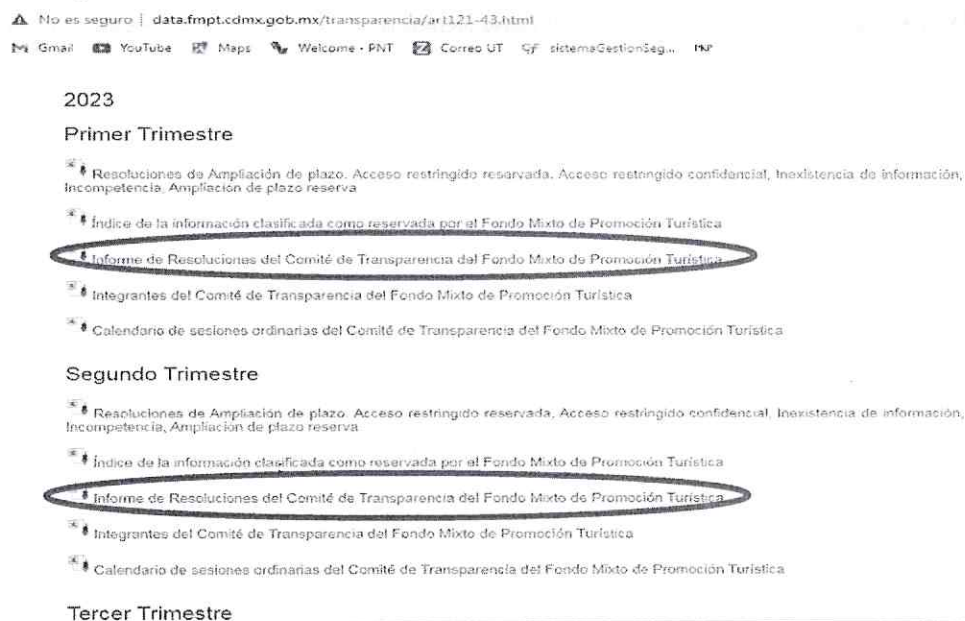 No es seguro | data.fmpt.cdmx.gob.mx/transparencia/art121-43.html
Gmail YouTube Maps Welcome - PNT Correo UT sistemaGestionSeg... PKP
2023
Primer Trimestre
Resoluciones de Ampliación de plazo. Acceso restringido reservada. Acceso restringido confidencial, Inexistencia de información,
Incompetencia, Ampliación de plazo reserva
Índice de la información clasificada como reservada por el Fondo Mixto de Promoción Turística
Informe de Resoluciones del Comité de Transparencia del Fondo Mixto de Promoción Turística
Integrantes del Comité de Transparencia del Fondo Mixto de Promoción Turística
Calendario de sesiones ordinarias del Comité de Transparencia del Fondo Mixto de Promoción Turística
Segundo Trimestre
Resoluciones de Ampliación de plazo. Acceso restringido reservada, Acceso restringido confidencial, Inexistencia de información,
Incompetencia, Ampliación de plazo reserva
Índice de la información clasificada como reservada por el Fondo Mixto de Promoción Turística
Informe de Resoluciones del Comité de Transparencia del Fondo Mixto de Promoción Turística
Integrantes del Comité de Transparencia del Fondo Mixto de Promoción Turística
Calendario de sesiones ordinarias del Comité de Transparencia del Fondo Mixto de Promoción Turística
Tercer Trimestre